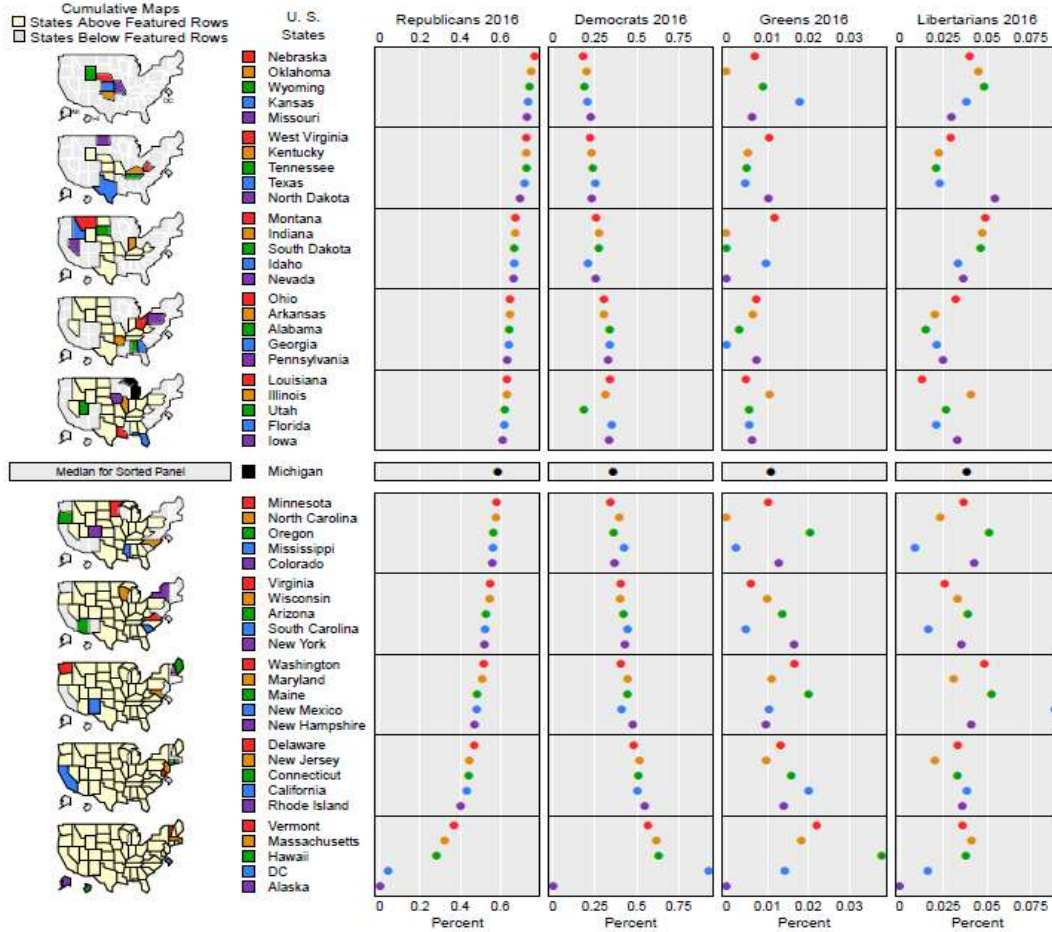 Cumulative Maps
States Above Featured Rows
States Below Featured Rows
U. S.
States
Republicans 2016
Democrats 2016
Greens 2016
Libertarians 2016
0 0.2 0.4 0.6
0 0.25 0.5 0.75
0 0.01 0.02 0.03
0 0.025 0.05 0.075
Nebraska
Oklahoma
Wyoming
Kansas
Missouri
West Virginia
Kentucky
Tennessee
Texas
North Dakota
Montana
Indiana
South Dakota
Idaho
Nevada
Ohio
Arkansas
Alabama
Georgia
Pennsylvania
Louisiana
Illinois
Utah
Florida
Iowa
Median for Sorted Panel
Michigan
Minnesota
North Carolina
Oregon
Mississippi
Colorado
Virginia
Wisconsin
Arizona
South Carolina
New York
Washington
Maryland
Maine
New Mexico
New Hampshire
Delaware
New Jersey
Connecticut
California
Rhode Island
Vermont
Massachusetts
Hawaii
DC
Alaska
0 0.2 0.4 0.6
0 0.25 0.5 0.75
0 0.01 0.02 0.03
0 0.025 0.05 0.075
Percent
Percent
Percent
Percent